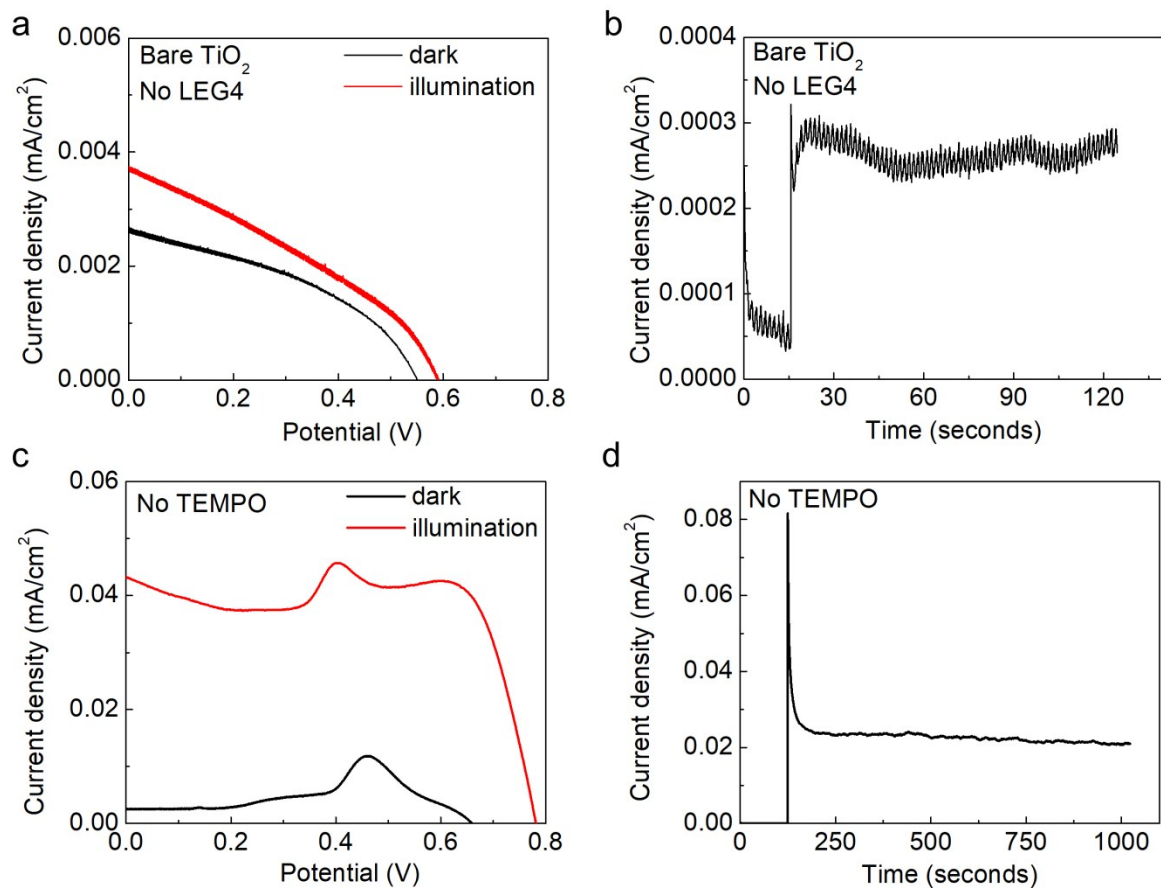 a
0.006
Bare TiO₂
No LEG4
dark
illumination
0.004
0.002
0.000
Current density (mA/cm²)
0.0 0.2 0.4 0.6 0.8
Potential (V)
b
0.0004
Bare TiO₂
No LEG4
0.0003
0.0002
0.0001
0.0000
Current density (mA/cm²)
0 30 60 90 120
Time (seconds)
c
0.06
No TEMPO
dark
illumination
0.04
0.02
0.00
Current density (mA/cm²)
0.0 0.2 0.4 0.6 0.8
Potential (V)
d
No TEMPO
0.08
0.06
0.04
0.02
0.00
Current density (mA/cm²)
0 250 500 750 1000
Time (seconds)